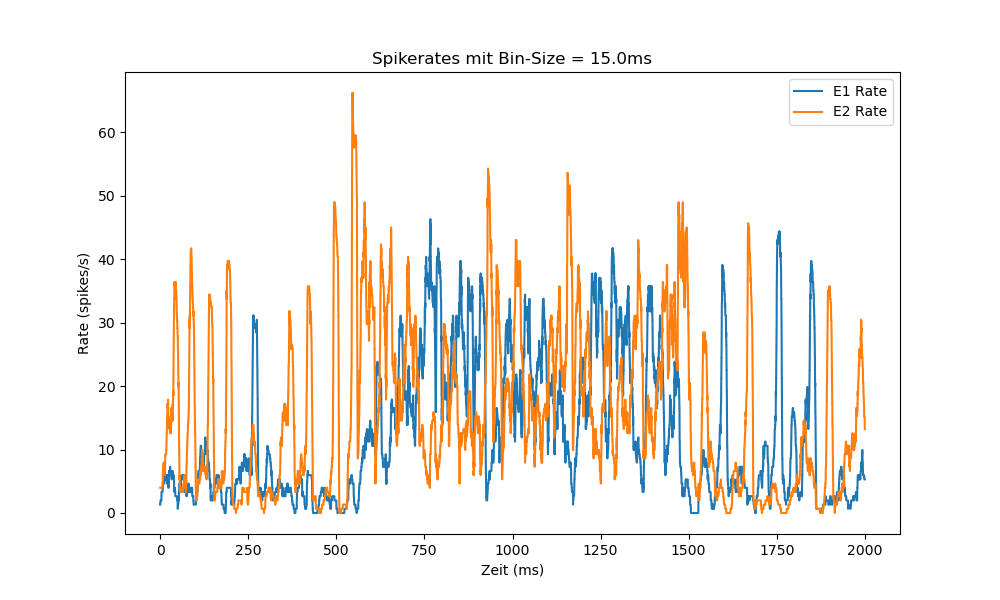 Spikerates mit Bin-Size = 15.0ms
E1 Rate
E2 Rate
Rate (spikes/s)
60
50
40
30
20
10
0
0 250 500 750 1000 1250 1500 1750 2000
Zeit (ms)